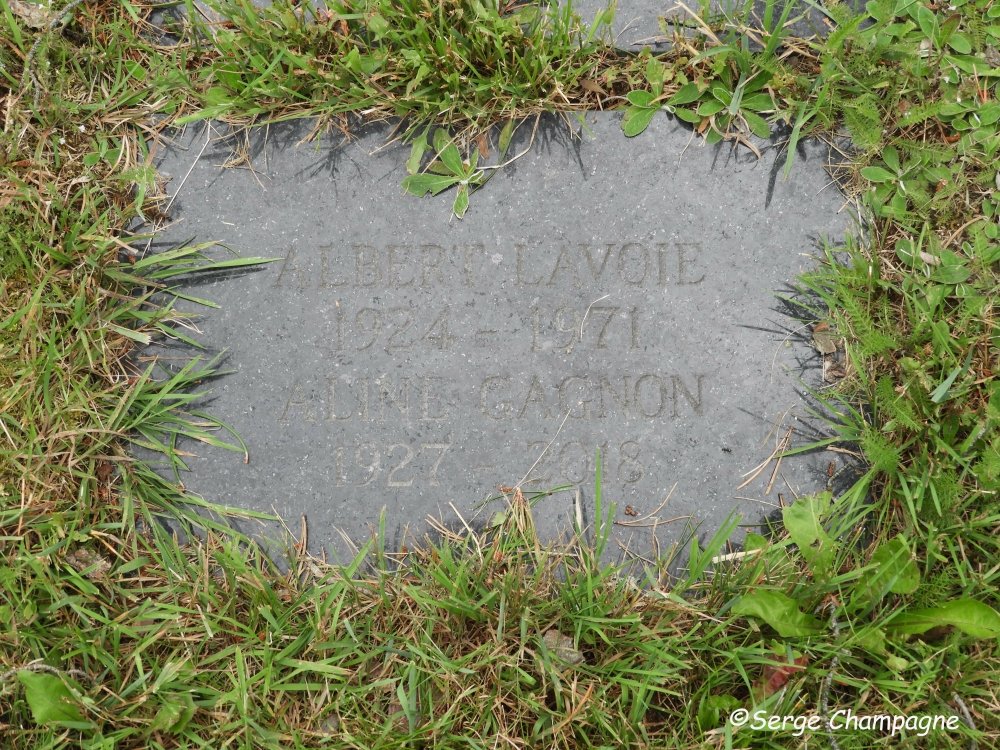 ALBERT LAVOIE
1924 - 1971
ALINE GAGNON
1927 - 2018
©Serge Champagne